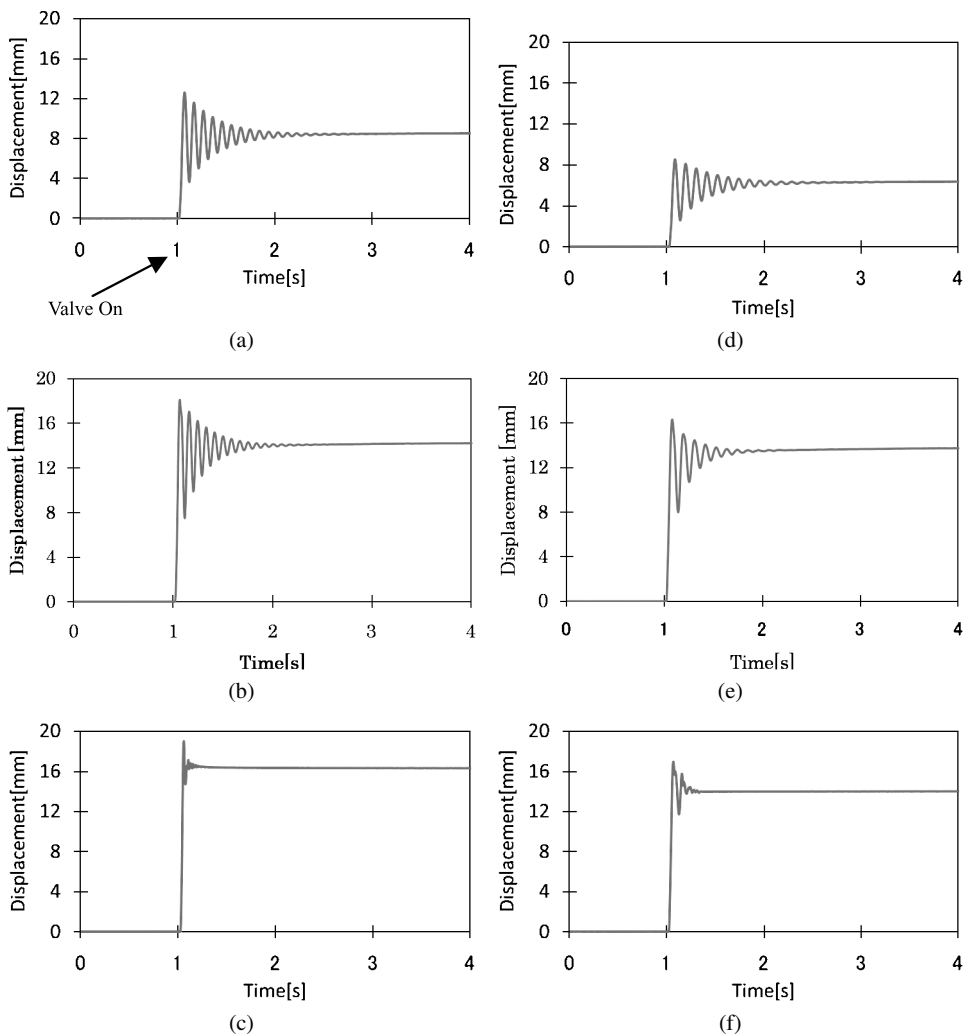 20
16
12
8
4
0
Displacement[mm]
0 1 2 3 4
Time[s]
Valve On
(a)
20
16
12
8
4
0
Displacement[mm]
0 1 2 3 4
Time[s]
(d)
20
16
12
8
4
0
Displacement [mm]
0 1 2 3 4
Time[s]
(b)
20
16
12
8
4
0
Displacement [mm]
0 1 2 3 4
Time[s]
(e)
20
16
12
8
4
0
Displacement[mm]
0 1 2 3 4
Time[s]
(c)
20
16
12
8
4
0
Displacement[mm]
0 1 2 3 4
Time[s]
(f)